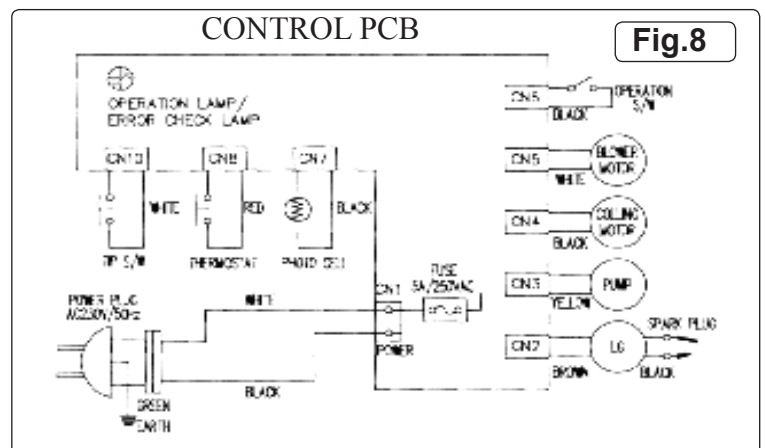 CONTROL PCB
Fig.8
OPERATION LAMP/
ERROR CHECK LAMP
CN10
CN8
CN7
WHITE
RED
BLACK
TIP S/W
THERMOSTAT
PHOTO CELL
CN6
OPERATION
S/W
BLACK
CN5
BLOWER
MOTOR
WHITE
CN4
COLLING
MOTOR
BLACK
CN3
PUMP
YELLOW
CN2
IG
SPARK PLUG
BROWN
BLACK
POWER PLUG
AC230V/50Hz
WHITE
CN1
FUSE
5A/250VAC
POWER
BLACK
GREEN
EARTH